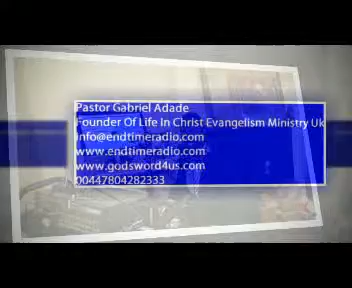 Pastor Gabriel Adade
Founder Of Life In Christ Evangelism Ministry Uk
Info@endtimeradio.com
www.endtimeradio.com
www.godsword4us.com
00447804282333